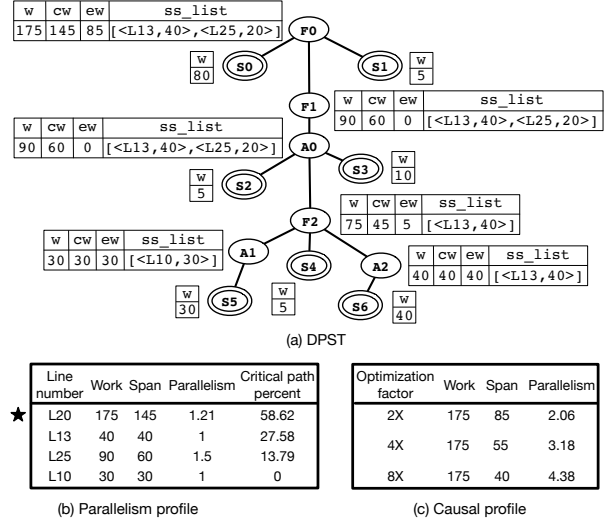 w cw ew ss_list
175 145 85 [<L13,40>,<L25,20>]
F0
w
80
S0
S1
w
5
F1
w cw ew ss_list
90 60 0 [<L13,40>,<L25,20>]
w cw ew ss_list
90 60 0 [<L13,40>,<L25,20>]
A0
w
5
S2
S3
w
10
F2
w cw ew ss_list
75 45 5 [<L13,40>]
w cw ew ss_list
30 30 30 [<L10,30>]
A1
S4
A2
w cw ew ss_list
40 40 40 [<L13,40>]
w
30
S5
w
5
S6
w
40
(a) DPST
Line number Work Span Parallelism Critical path percent
L20 175 145 1.21 58.62
L13 40 40 1 27.58
L25 90 60 1.5 13.79
L10 30 30 1 0
(b) Parallelism profile
Optimization factor Work Span Parallelism
2X 175 85 2.06
4X 175 55 3.18
8X 175 40 4.38
(c) Causal profile